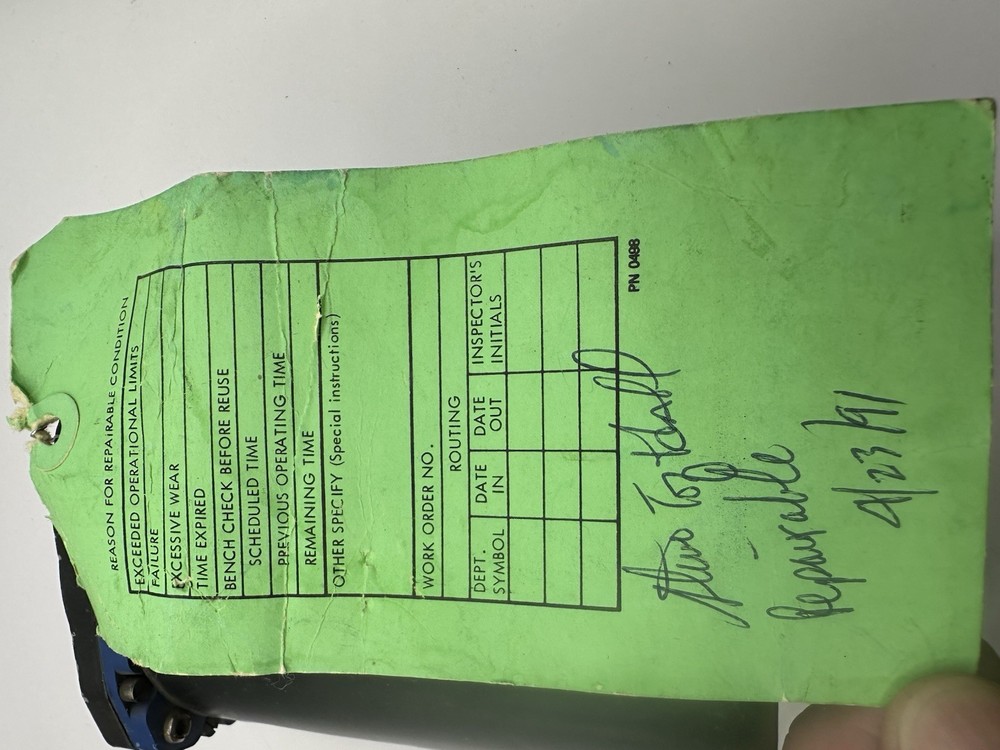 REASON FOR REPAIRABLE CONDITION
EXCEEDED OPERATIONAL LIMITS
FAILURE
EXCESSIVE WEAR
TIME EXPIRED
BENCH CHECK BEFORE REUSE
SCHEDULED TIME
PREVIOUS OPERATING TIME
REMAINING TIME
OTHER SPECIFY (Special instructions)
WORK ORDER NO.
ROUTING
DEPT. SYMBOL DATE IN DATE OUT INSPECTOR'S INITIALS
PN 0498
Repairable
4/23/91